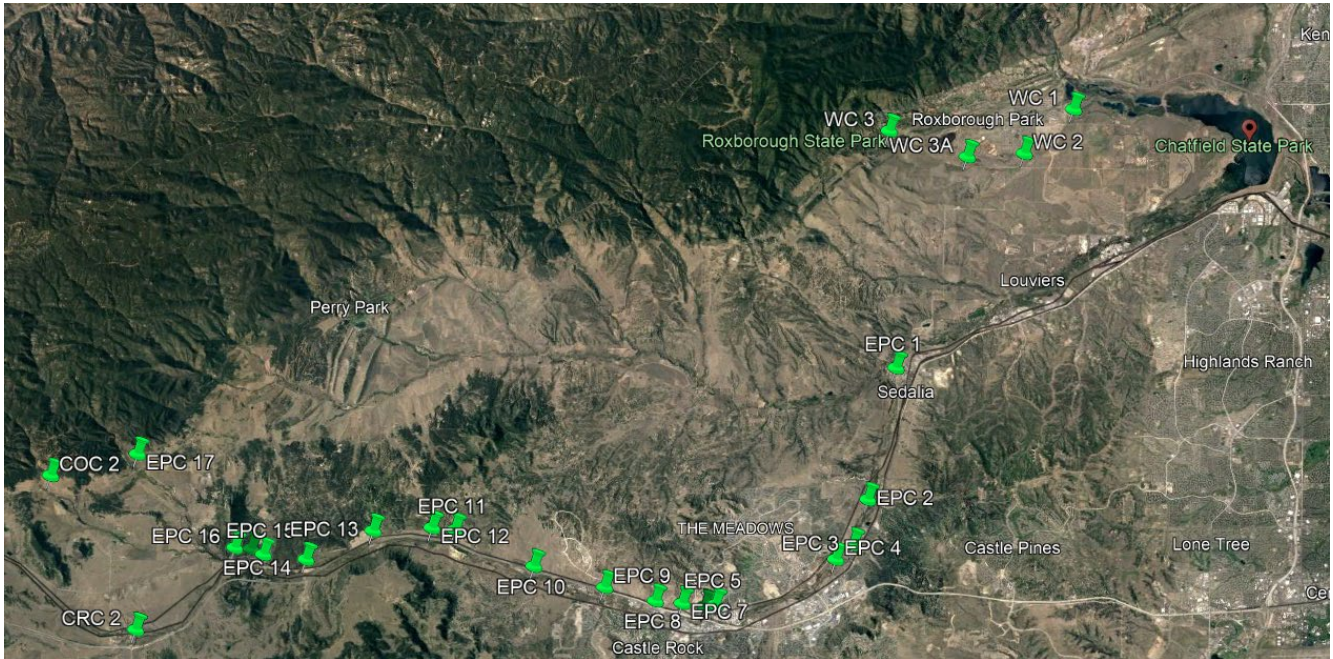 Ken
WC 1
WC 3
Roxborough Park
Roxborough State Park
WC 3A
WC 2
Chatfield State Park
Louviers
Perry Park
EPC 1
Highlands Ranch
Sedalia
COC 2
EPC 17
EPC 2
EPC 11
EPC 13
EPC 15
EPC 16
EPC 12
THE MEADOWS
EPC 3
EPC 4
Castle Pines
Lone Tree
EPC 14
EPC 10
EPC 9
EPC 5
EPC 7
EPC 8
CRC 2
Castle Rock
Ce